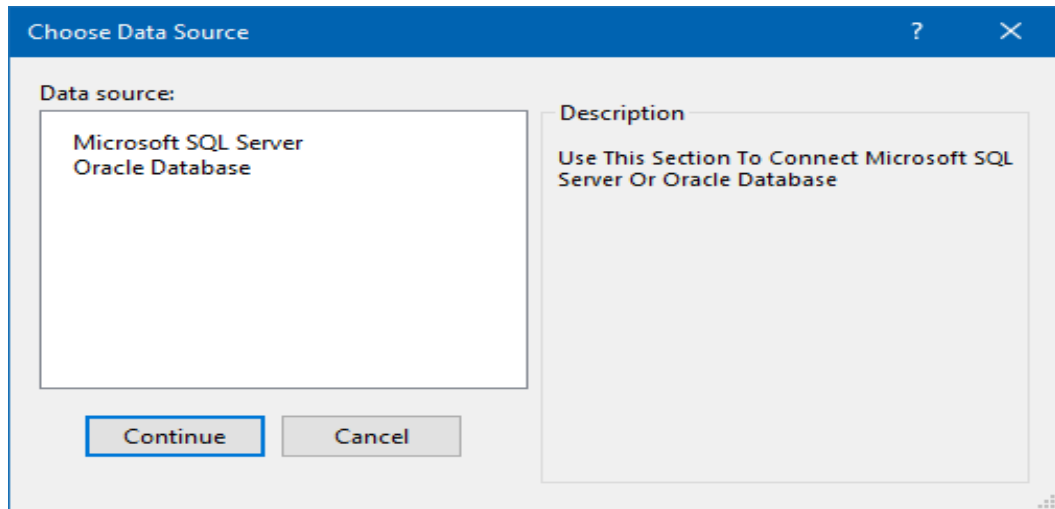 Choose Data Source
Data source:
Microsoft SQL Server
Oracle Database
Continue
Cancel
Description
Use This Section To Connect Microsoft SQL
Server Or Oracle Database